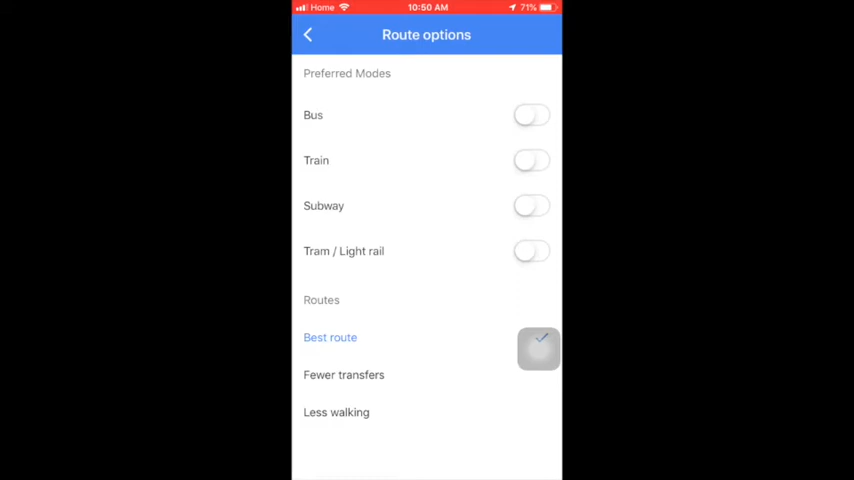 Home 10:50 AM 71%
Route options
Preferred Modes
Bus
Train
Subway
Tram / Light rail
Routes
Best route
Fewer transfers
Less walking